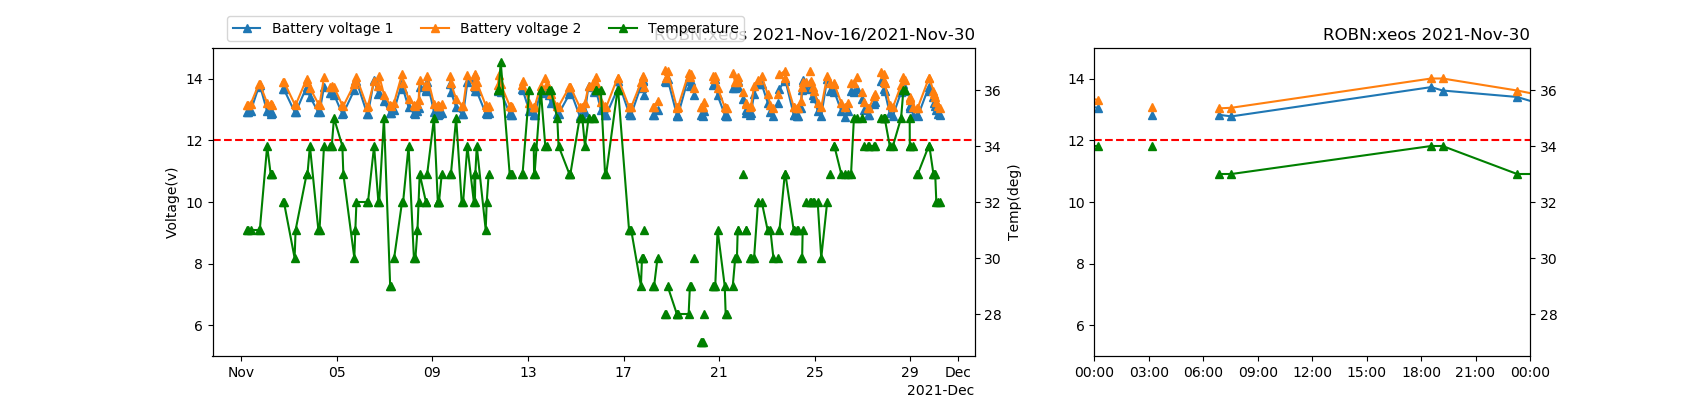 Battery voltage 1 Battery voltage 2 Temperature
ROBN:xeos 2021-Nov-16/2021-Nov-30
ROBN:xeos 2021-Nov-30
Voltage(v)
14
12
10
8
6
36
34
32
30
28
Temp(deg)
Nov 05 09 13 17 21 25 29 Dec
2021-Dec
14
12
10
8
6
36
34
32
30
28
00:00 03:00 06:00 09:00 12:00 15:00 18:00 21:00 00:00